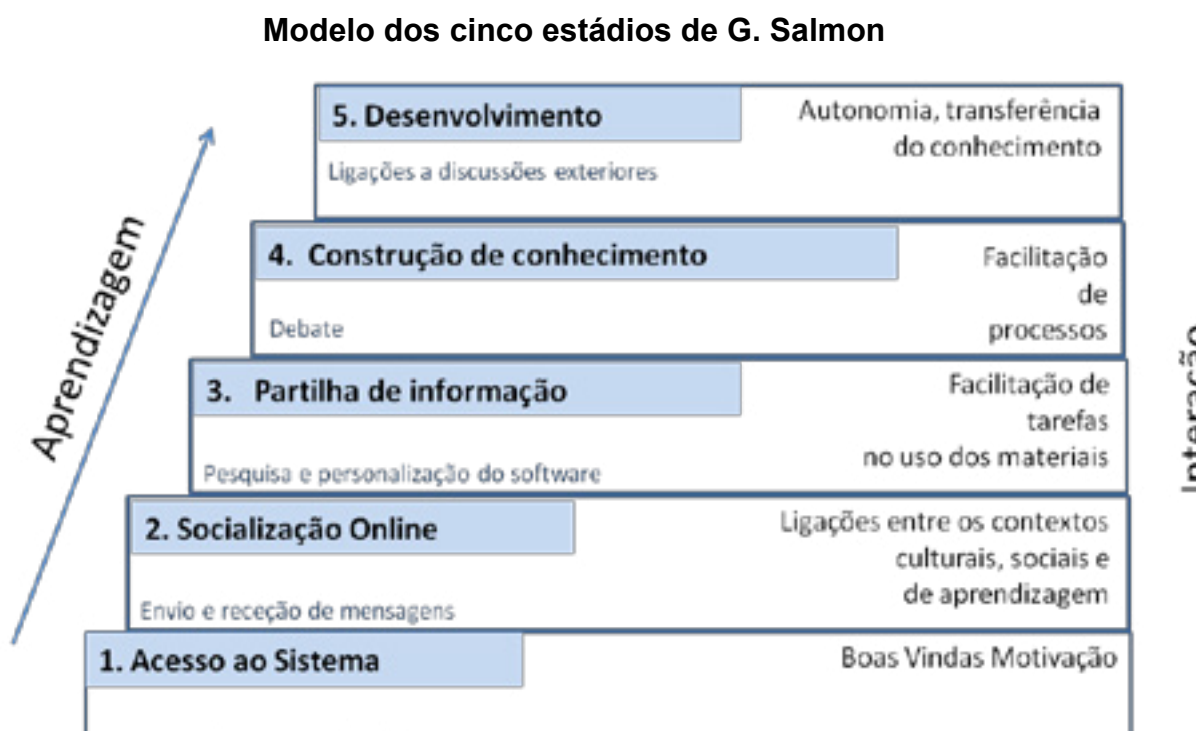 Modelo dos cinco estádios de G. Salmon
5. Desenvolvimento
Autonomia, transferência
do conhecimento
Ligações a discussões exteriores
4. Construção de conhecimento
Facilitação
de
processos
Debate
3. Partilha de informação
Facilitação de
tarefas
no uso dos materiais
Pesquisa e personalização do software
2. Socialização Online
Ligações entre os contextos
culturais, sociais e
de aprendizagem
Envio e receção de mensagens
1. Acesso ao Sistema
Boas Vindas Motivação
Aprendizagem
Interação